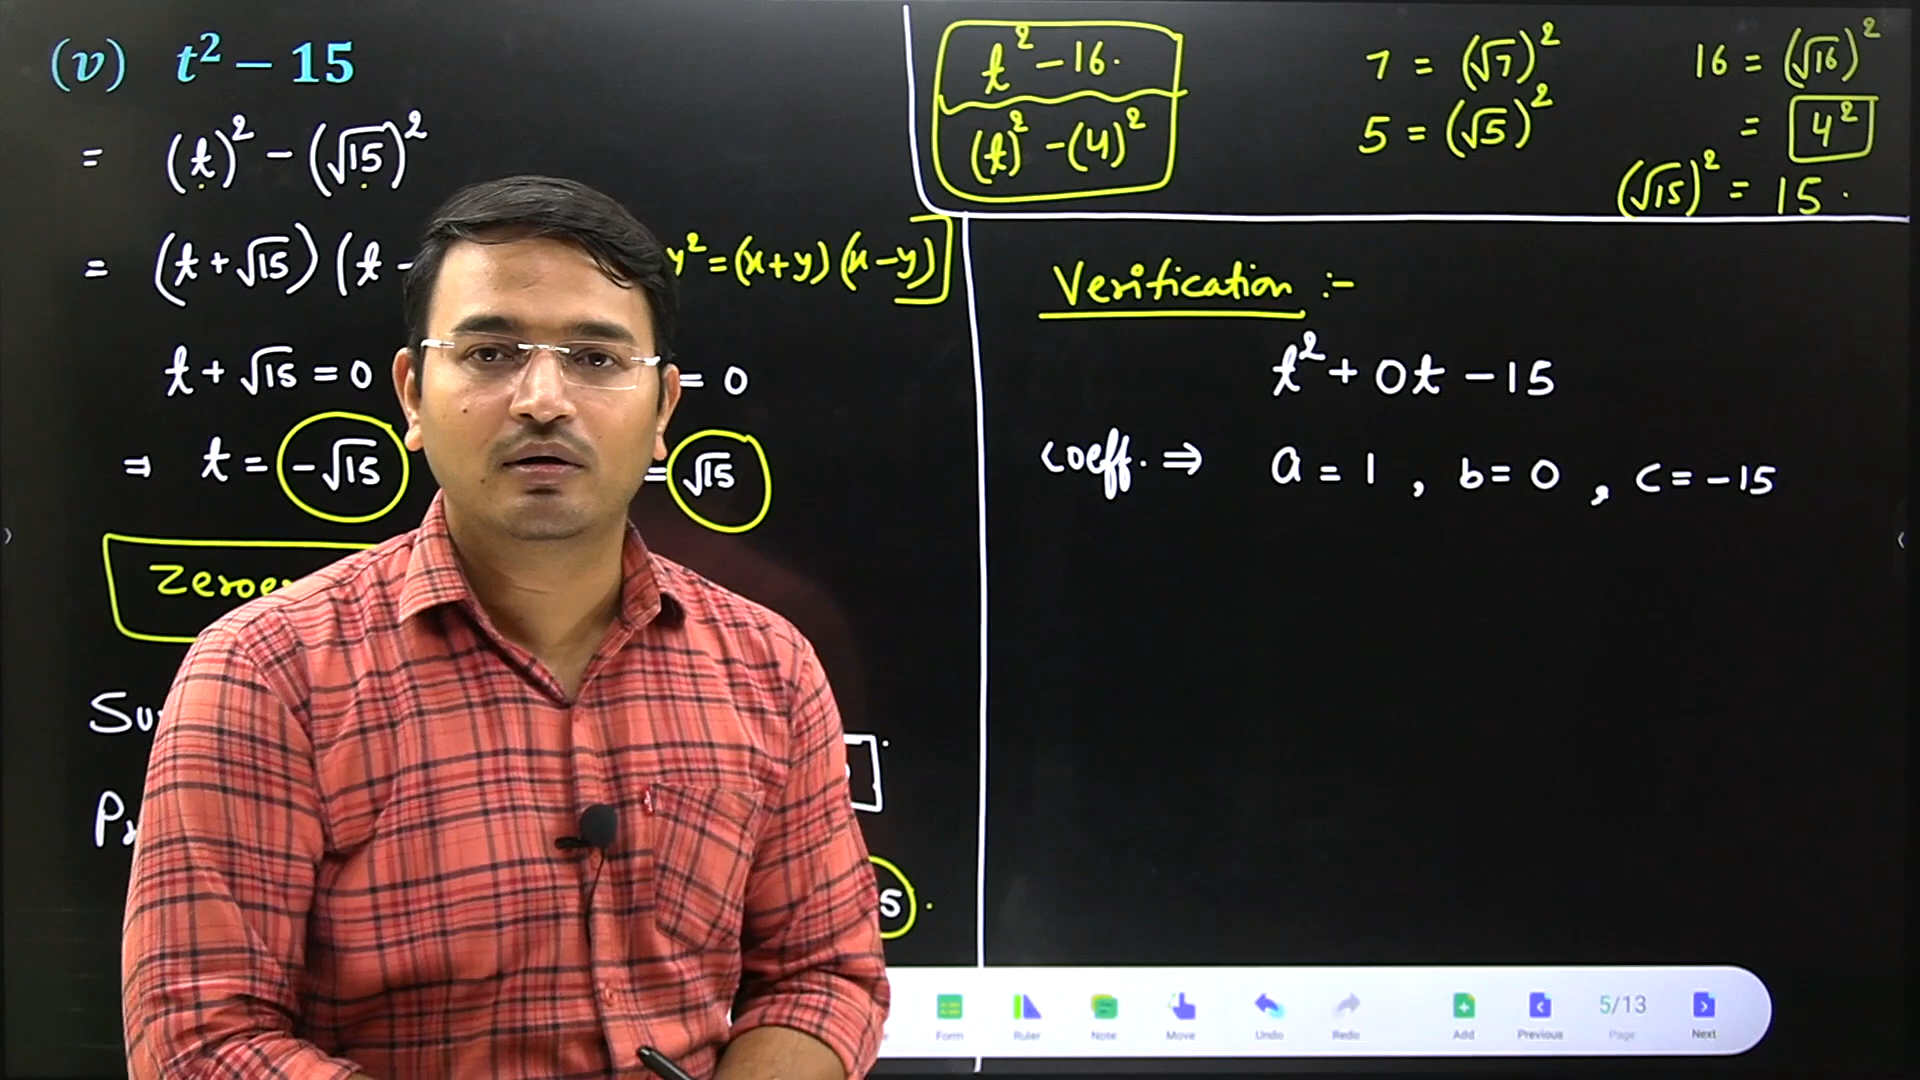 (v) t² − 15
= (t)² − (√15)²
= (t + √15) (t −
y² = (x+y) (x−y)
t + √15 = 0
= 0
⇒ t = −√15
= √15
t² − 16.
(t)² − (4)²
7 = (√7)²
5 = (√5)²
16 = (√16)²
= 4²
(√15)² = 15.
Verification :-
t² + 0t − 15
coeff. ⇒ a = 1 , b = 0 , c = −15
5.
Form Ruler Note Move Undo Redo Add Previous 5/13 Page Next